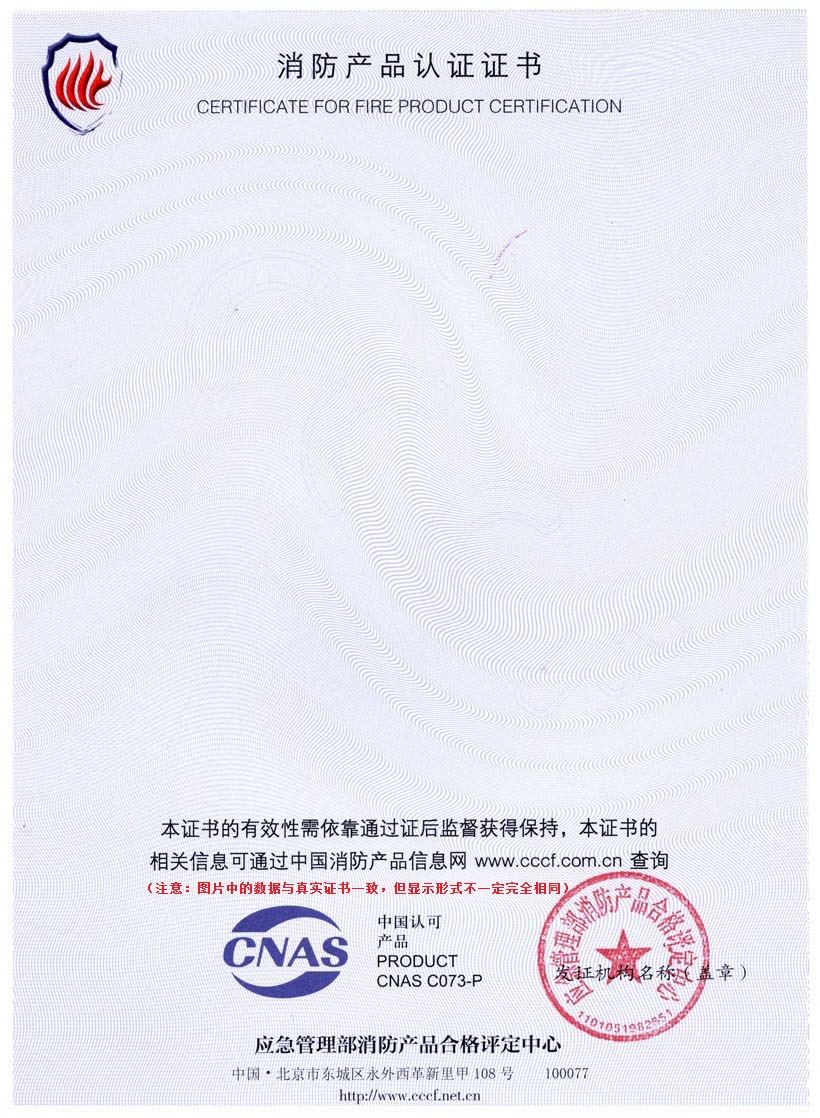 消防产品认证证书
CERTIFICATE FOR FIRE PRODUCT CERTIFICATION
本证书的有效性需依靠通过证后监督获得保持，本证书的
相关信息可通过中国消防产品信息网 www.cccf.com.cn 查询
（注意：图片中的数据与真实证书一致，但显示形式不一定完全相同）
CNAS
中国认可
产品
PRODUCT
CNAS C073-P
应急管理部消防产品合格评定中心
发证机构名称（盖章）
1101051982851
应急管理部消防产品合格评定中心
中国·北京市东城区永外西革新里甲 108 号 100077
http://www.cccf.net.cn